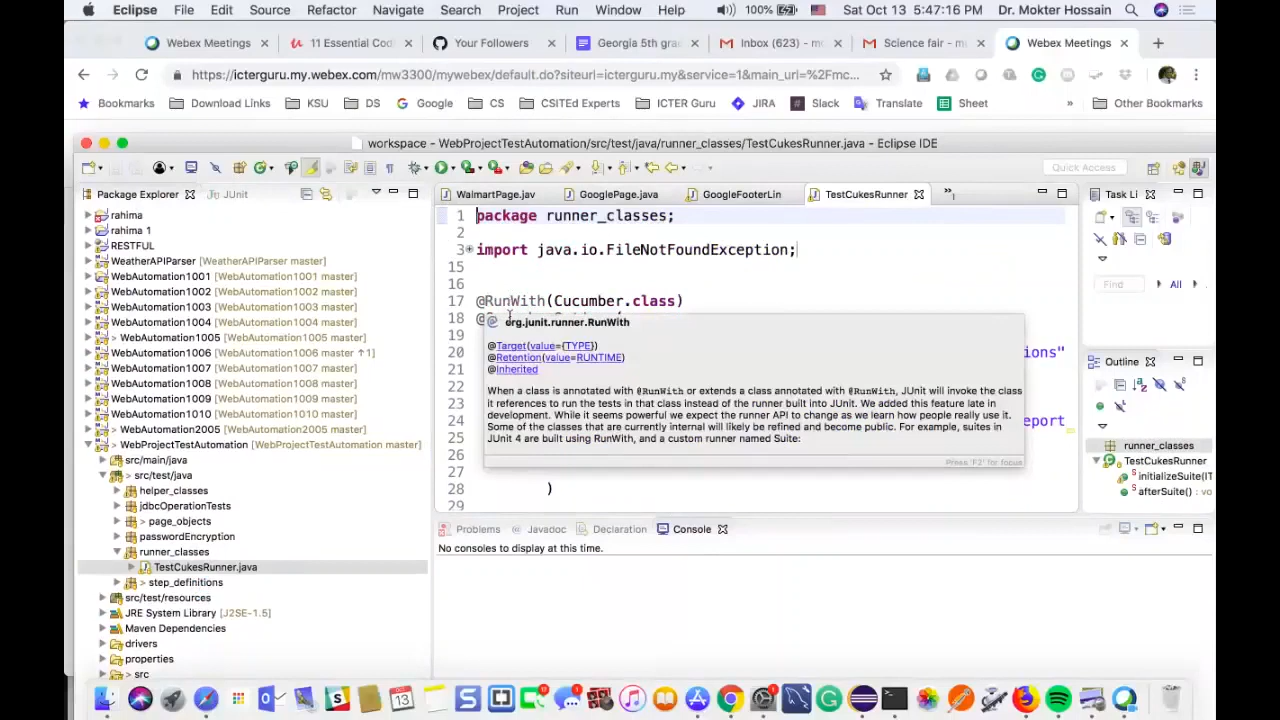 Eclipse File Edit Source Refactor Navigate Search Project Run Window Help 100% Sat Oct 13 5:47:16 PM Dr. Mokter Hossain
Webex Meetings 11 Essential Cod Your Followers Georgia 5th grad Inbox (623) - mo Science fair - m Webex Meetings
https://icterguru.my.webex.com/mw3300/mywebex/default.do?siteurl=icterguru.my&service=1&main_url=%2Fmc...
Bookmarks Download Links KSU DS Google CS CSITEd Experts ICTER Guru JIRA Slack Translate Sheet » Other Bookmarks
workspace - WebProjectTestAutomation/src/test/java/runner_classes/TestCukesRunner.java - Eclipse IDE
Quick Access
Package Explorer JUnit
rahima
rahima 1
RESTFUL
WeatherAPIParser [WeatherAPIParser master]
WebAutomation1001 [WebAutomation1001 master]
WebAutomation1002 [WebAutomation1002 master]
WebAutomation1003 [WebAutomation1003 master]
WebAutomation1004 [WebAutomation1004 master]
> WebAutomation1005 [WebAutomation1005 master]
WebAutomation1006 [WebAutomation1006 master ↑1]
WebAutomation1007 [WebAutomation1007 master]
WebAutomation1008 [WebAutomation1008 master]
WebAutomation1009 [WebAutomation1009 master]
WebAutomation1010 [WebAutomation1010 master]
> WebAutomation2005 [WebAutomation2005 master]
> WebProjectTestAutomation [WebProjectTestAutomation master]
src/main/java
> src/test/java
helper_classes
jdbcOperationTests
> page_objects
passwordEncryption
runner_classes
TestCukesRunner.java
> step_definitions
src/test/resources
JRE System Library [J2SE-1.5]
Maven Dependencies
drivers
properties
src
WalmartPage.jav GooglePage.java GoogleFooterLin TestCukesRunner »1
1 package runner_classes;
2
3 import java.io.FileNotFoundException;
15
16
17 @RunWith(Cucumber.class)
18
19
20 ions"
21
22
23
24 eport
25
26
27
28 )
29
@ org.junit.runner.RunWith
@Target(value={TYPE})
@Retention(value=RUNTIME)
@Inherited
When a class is annotated with @RunWith or extends a class annotated with @RunWith, JUnit will invoke the class
it references to run the tests in that class instead of the runner built into JUnit. We added this feature late in
development. While it seems powerful we expect the runner API to change as we learn how people really use it.
Some of the classes that are currently internal will likely be refined and become public. For example, suites in
JUnit 4 are built using RunWith, and a custom runner named Suite:
Press 'F2' for focus
Problems Javadoc Declaration Console
No consoles to display at this time.
Task Li
Find All
Outline
runner_classes
TestCukesRunner
initializeSuite(IT
afterSuite() : vo